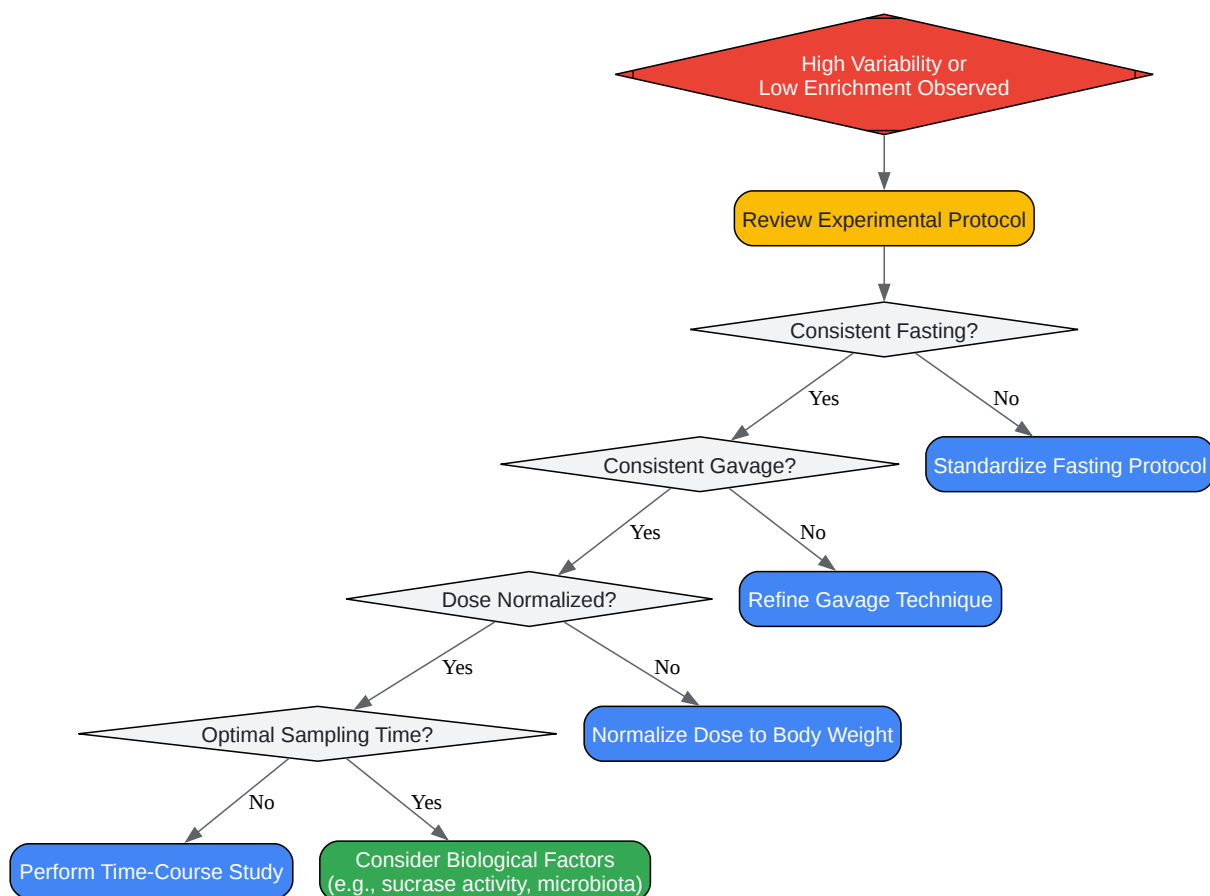 High Variability or
Low Enrichment Observed
Review Experimental Protocol
Consistent Fasting?
Yes
No
Consistent Gavage?
Standardize Fasting Protocol
Yes
No
Dose Normalized?
Refine Gavage Technique
Yes
No
Optimal Sampling Time?
Normalize Dose to Body Weight
No
Yes
Perform Time-Course Study
Consider Biological Factors
(e.g., sucrase activity, microbiota)